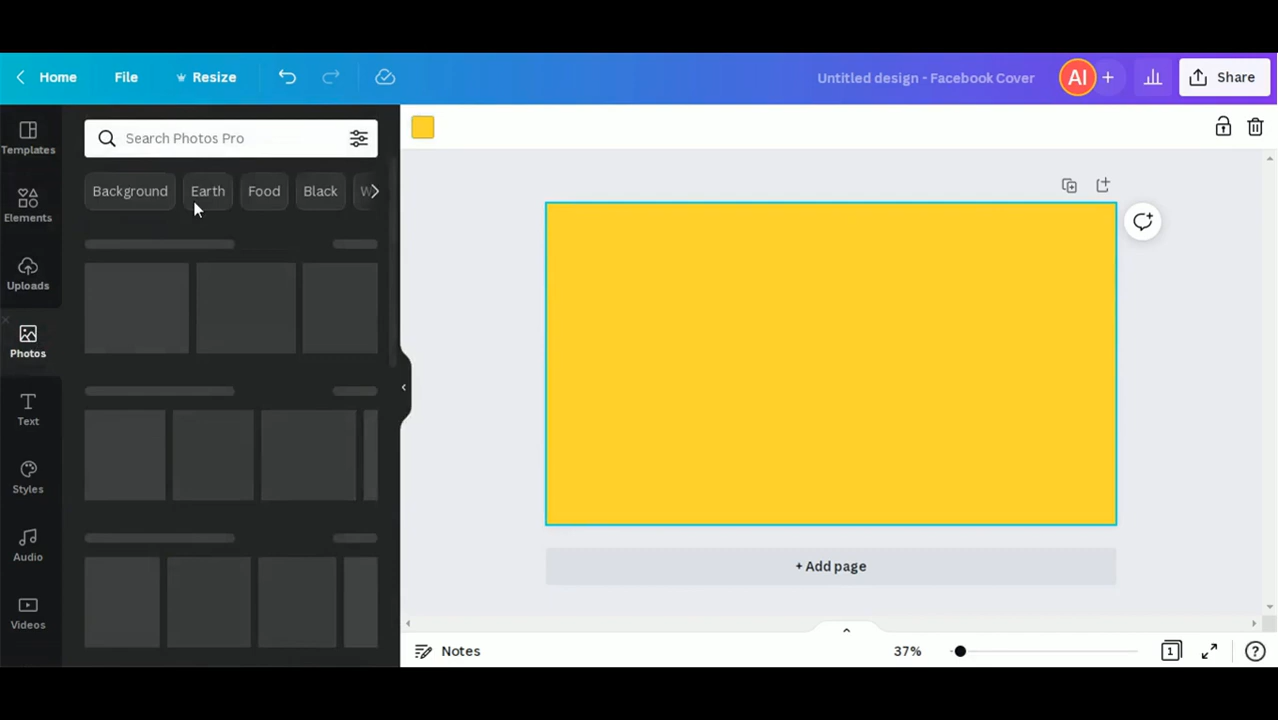 Home File Resize Untitled design - Facebook Cover AI + Share
Templates
Search Photos Pro
Background Earth Food Black W
Elements
Uploads
Photos
Text
Styles
Audio
Videos
+ Add page
Notes 37% 1